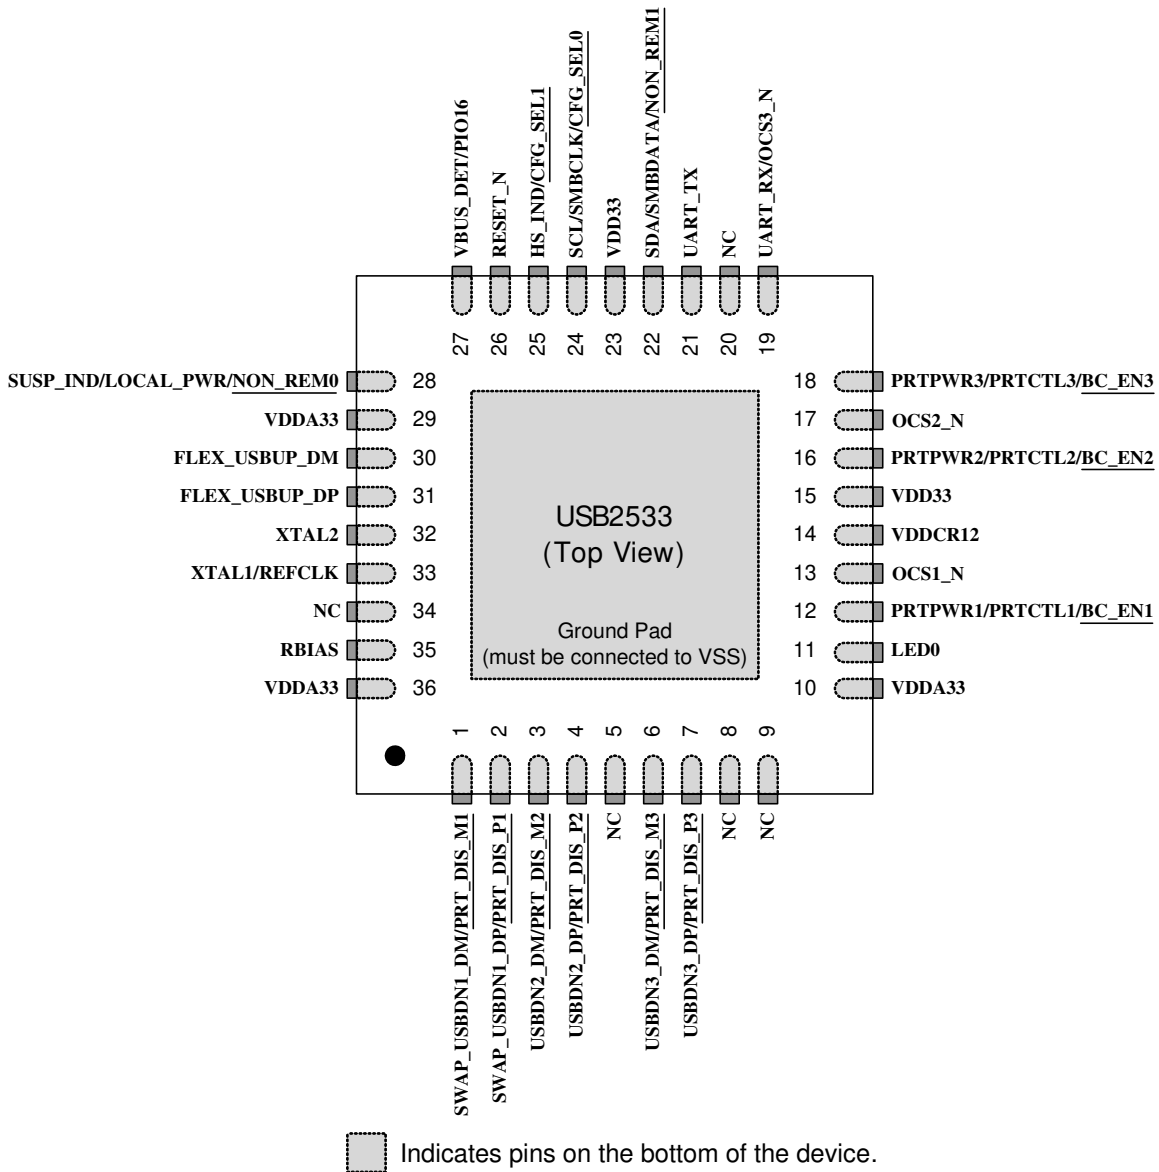 VBUS_DET/PIO16
RESET_N
HS_IND/CFG_SEL1
SCL/SMBCLK/CFG_SEL0
VDD33
SDA/SMBDATA/NON_REM1
UART_TX
NC
UART_RX/OCS3_N
27
26
25
24
23
22
21
20
19
SUSP_IND/LOCAL_PWR/NON_REM0 28
VDDA33 29
FLEX_USBUP_DM 30
FLEX_USBUP_DP 31
XTAL2 32
XTAL1/REFCLK 33
NC 34
RBIAS 35
VDDA33 36
USB2533
(Top View)
Ground Pad
(must be connected to VSS)
18 PRTPWR3/PRTCTL3/BC_EN3
17 OCS2_N
16 PRTPWR2/PRTCTL2/BC_EN2
15 VDD33
14 VDDCR12
13 OCS1_N
12 PRTPWR1/PRTCTL1/BC_EN1
11 LED0
10 VDDA33
1
2
3
4
5
6
7
8
9
SWAP_USBDN1_DM/PRT_DIS_M1
SWAP_USBDN1_DP/PRT_DIS_P1
USBDN2_DM/PRT_DIS_M2
USBDN2_DP/PRT_DIS_P2
NC
USBDN3_DM/PRT_DIS_M3
USBDN3_DP/PRT_DIS_P3
NC
NC
Indicates pins on the bottom of the device.